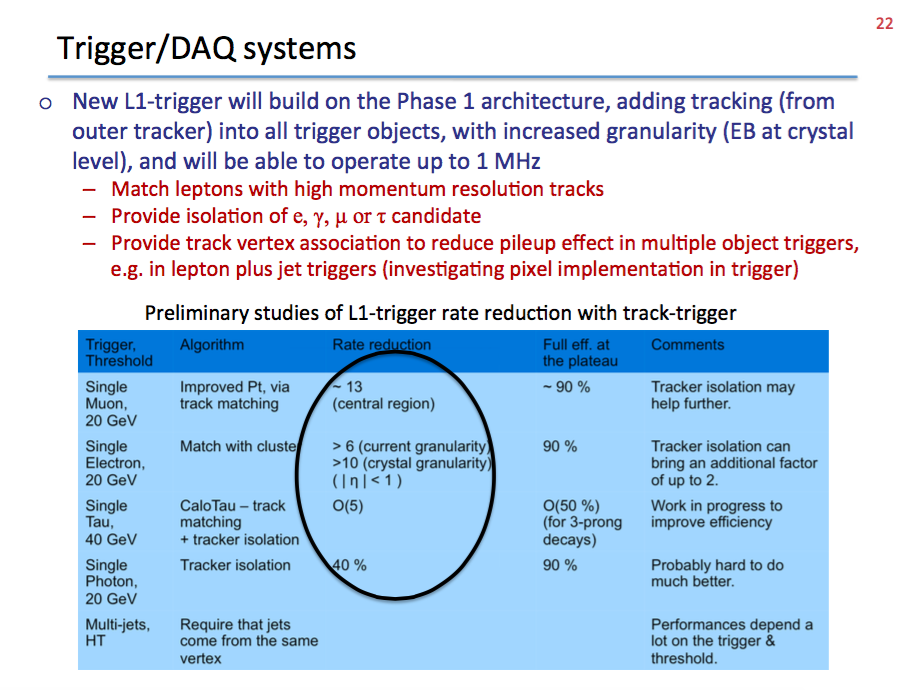 22
Trigger/DAQ systems
○ New L1-trigger will build on the Phase 1 architecture, adding tracking (from
outer tracker) into all trigger objects, with increased granularity (EB at crystal
level), and will be able to operate up to 1 MHz
– Match leptons with high momentum resolution tracks
– Provide isolation of e, γ, μ or τ candidate
– Provide track vertex association to reduce pileup effect in multiple object triggers,
e.g. in lepton plus jet triggers (investigating pixel implementation in trigger)
Preliminary studies of L1-trigger rate reduction with track-trigger
Trigger, Algorithm Rate reduction Full eff. at Comments
Threshold the plateau
Single Improved Pt, via ~ 13 ~ 90 % Tracker isolation may
Muon, track matching (central region) help further.
20 GeV
Single Match with cluster > 6 (current granularity) 90 % Tracker isolation can
Electron, >10 (crystal granularity) bring an additional factor
20 GeV ( | η | < 1 ) of up to 2.
Single CaloTau – track O(5) O(50 %) Work in progress to
Tau, matching (for 3-prong improve efficiency
40 GeV + tracker isolation decays)
Single Tracker isolation 40 % 90 % Probably hard to do
Photon, much better.
20 GeV
Multi-jets, Require that jets Performances depend a
HT come from the same lot on the trigger &
vertex threshold.